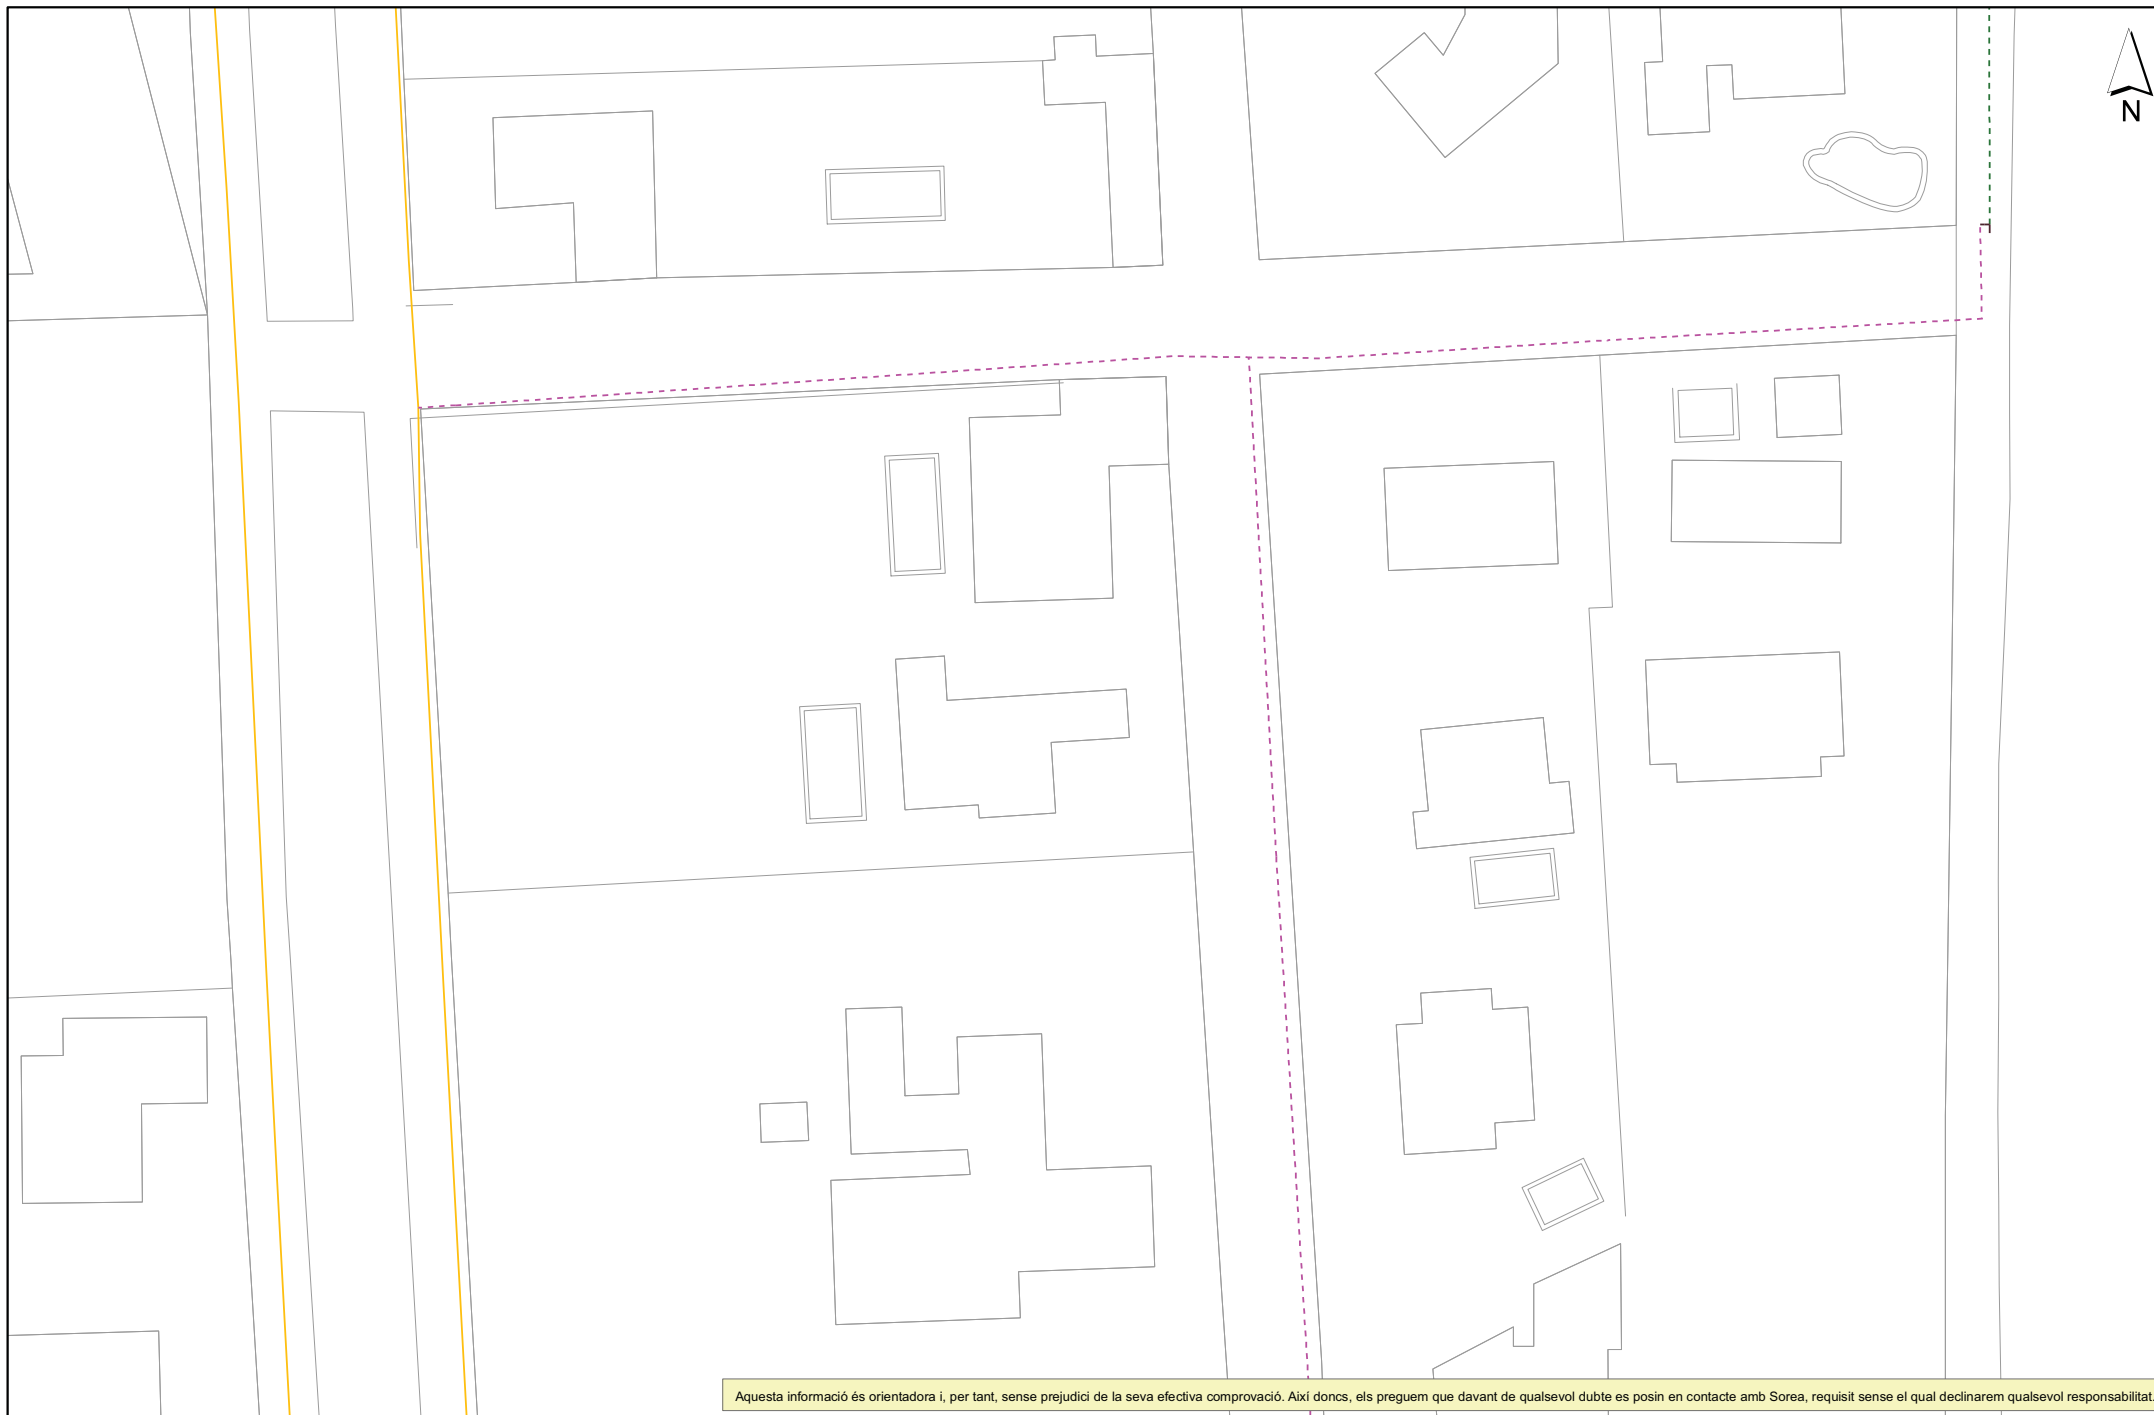 N
Aquesta informació és orientadora i, per tant, sense prejudici de la seva efectiva comprovació. Així doncs, els preguem que davant de qualsevol dubte es posin en contacte amb Sorea, requisit sense el qual declinarem qualsevol responsabilitat.